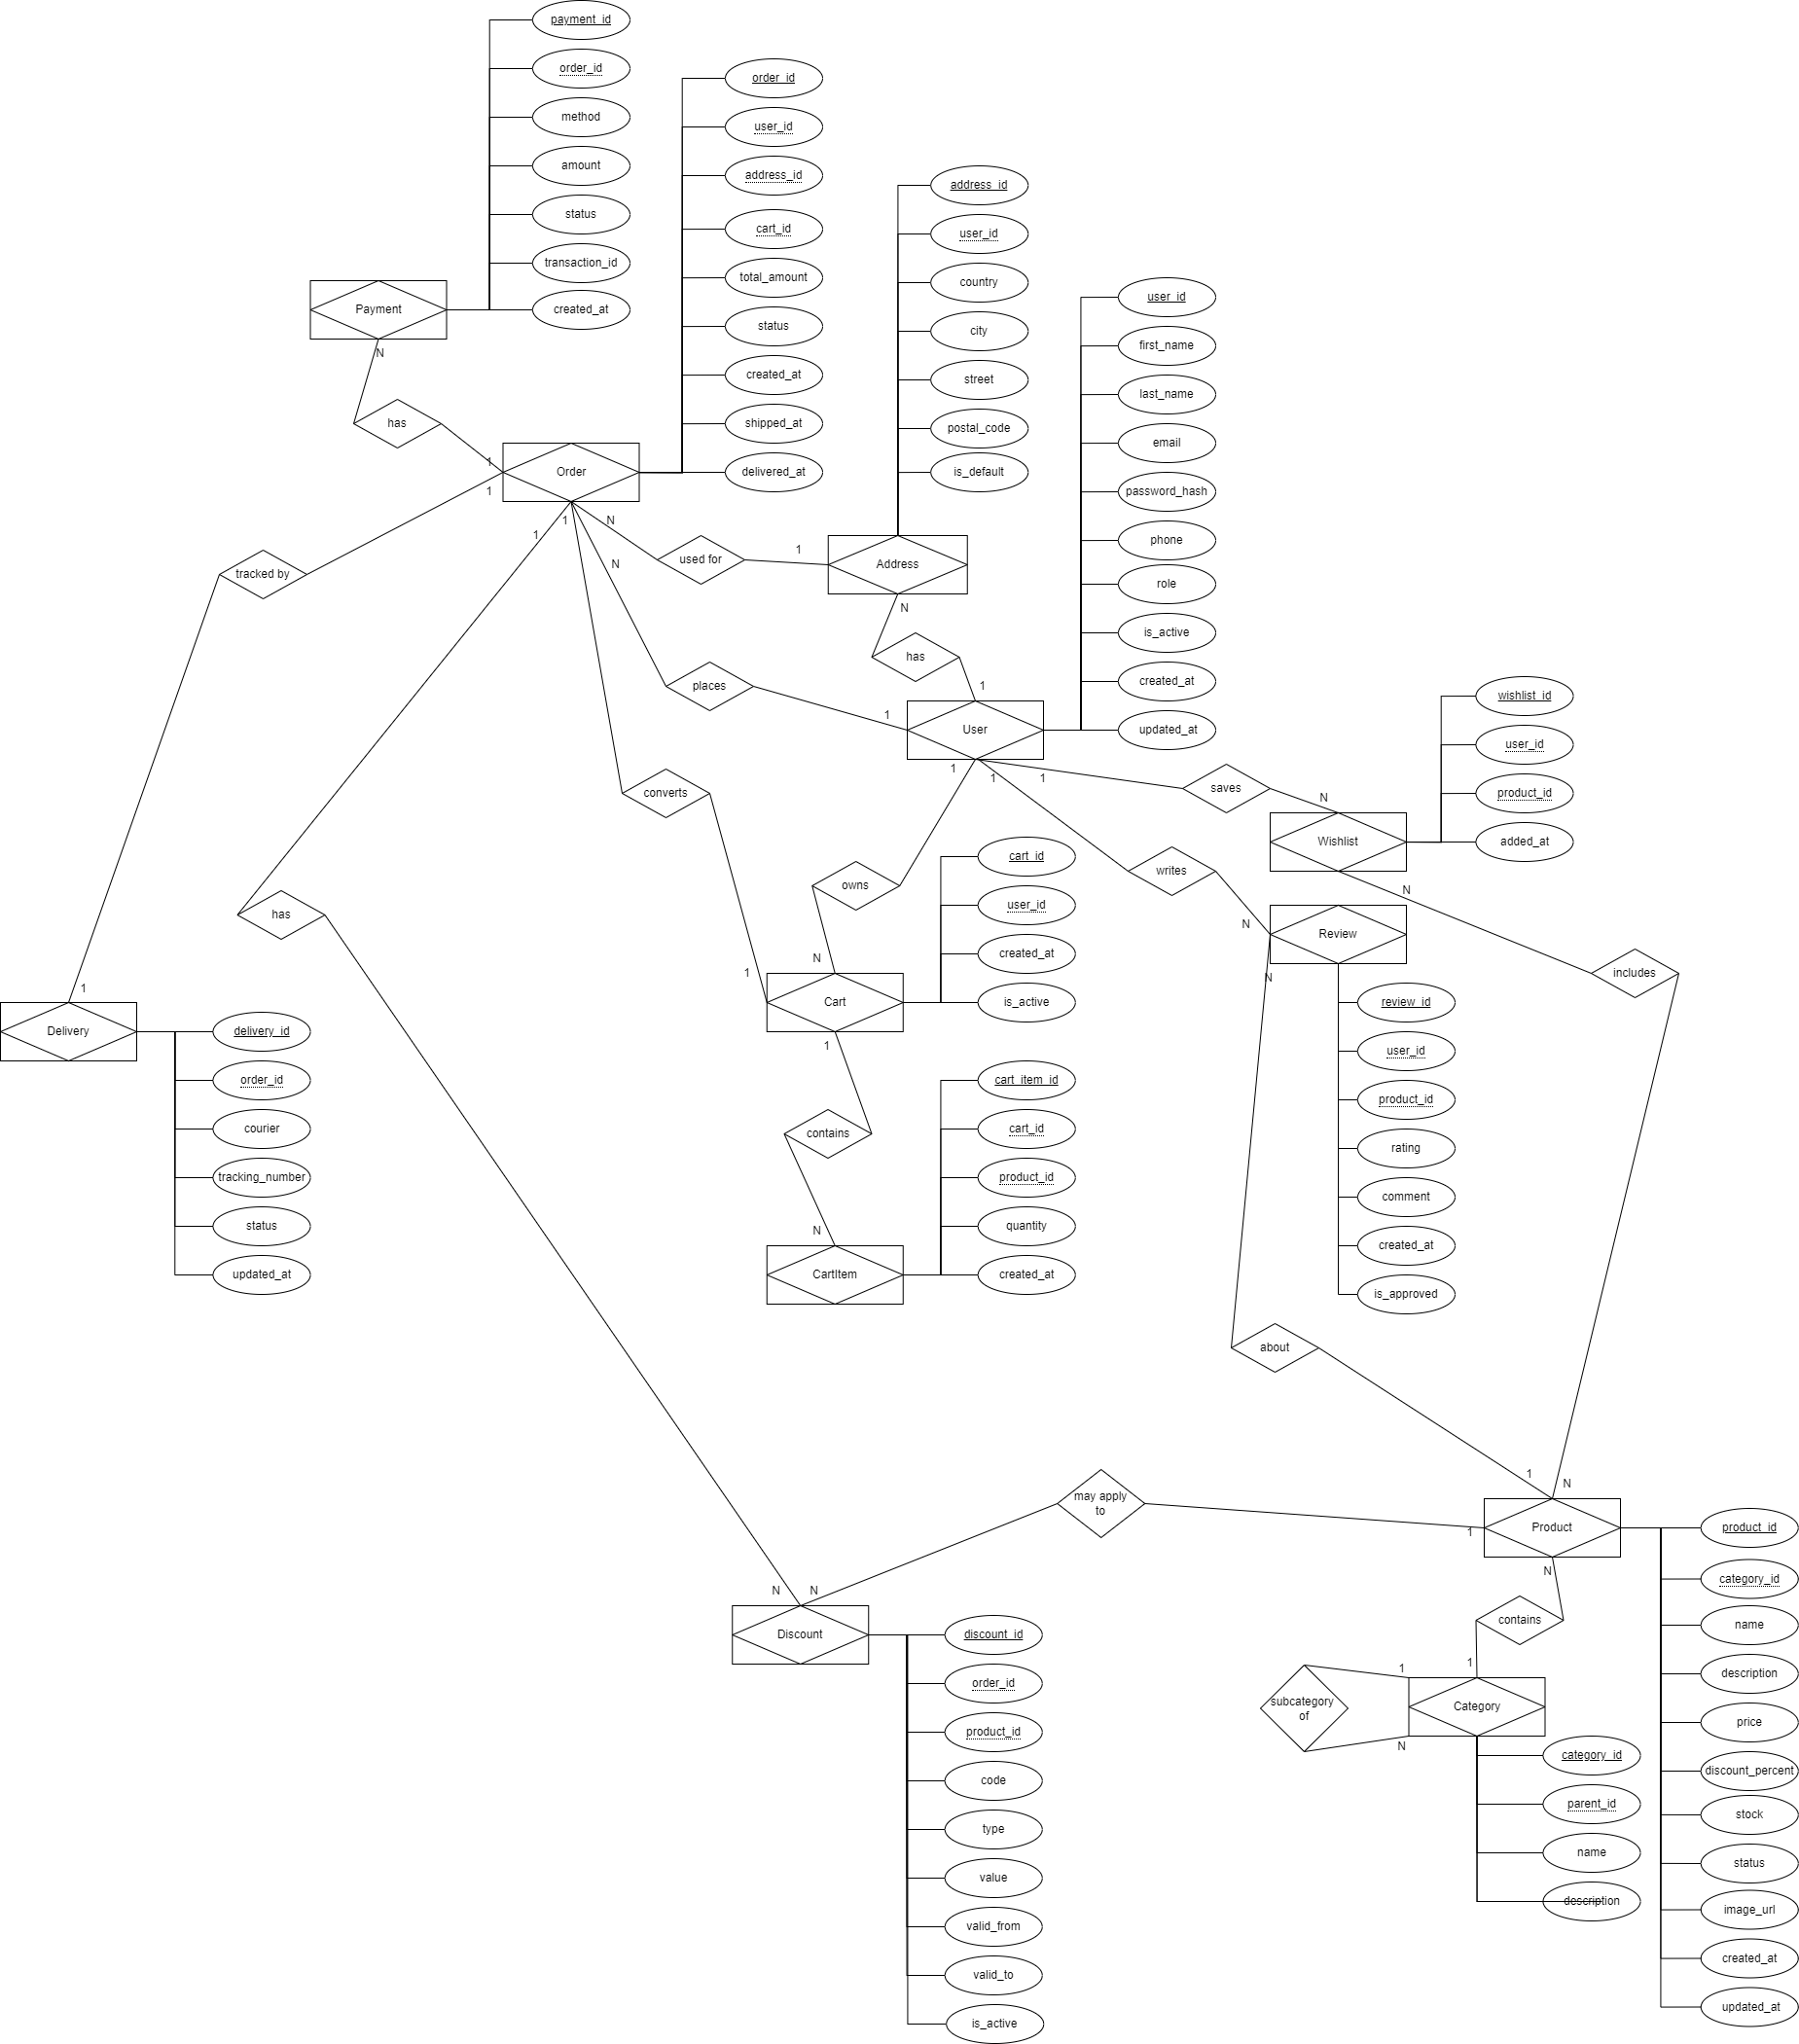 payment_id
order_id
method
amount
status
transaction_id
created_at
Payment
N
has
1
order_id
user_id
address_id
cart_id
total_amount
status
created_at
shipped_at
delivered_at
Order
1
1
1
N
N
used for
1
address_id
user_id
country
city
street
postal_code
is_default
Address
N
has
1
user_id
first_name
last_name
email
password_hash
phone
role
is_active
created_at
updated_at
User
1
places
1
1
1
tracked by
1
Delivery
delivery_id
order_id
courier
tracking_number
status
updated_at
has
converts
1
owns
N
Cart
cart_id
user_id
created_at
is_active
1
contains
N
CartItem
cart_item_id
cart_id
product_id
quantity
created_at
saves
N
Wishlist
wishlist_id
user_id
product_id
added_at
N
includes
writes
N
Review
N
review_id
user_id
product_id
rating
comment
created_at
is_approved
about
1
N
may apply
to
1
N
N
Discount
discount_id
order_id
product_id
code
type
value
valid_from
valid_to
is_active
Product
product_id
category_id
name
description
price
discount_percent
stock
status
image_url
created_at
updated_at
N
contains
1
1
subcategory
of
N
Category
category_id
parent_id
name
description